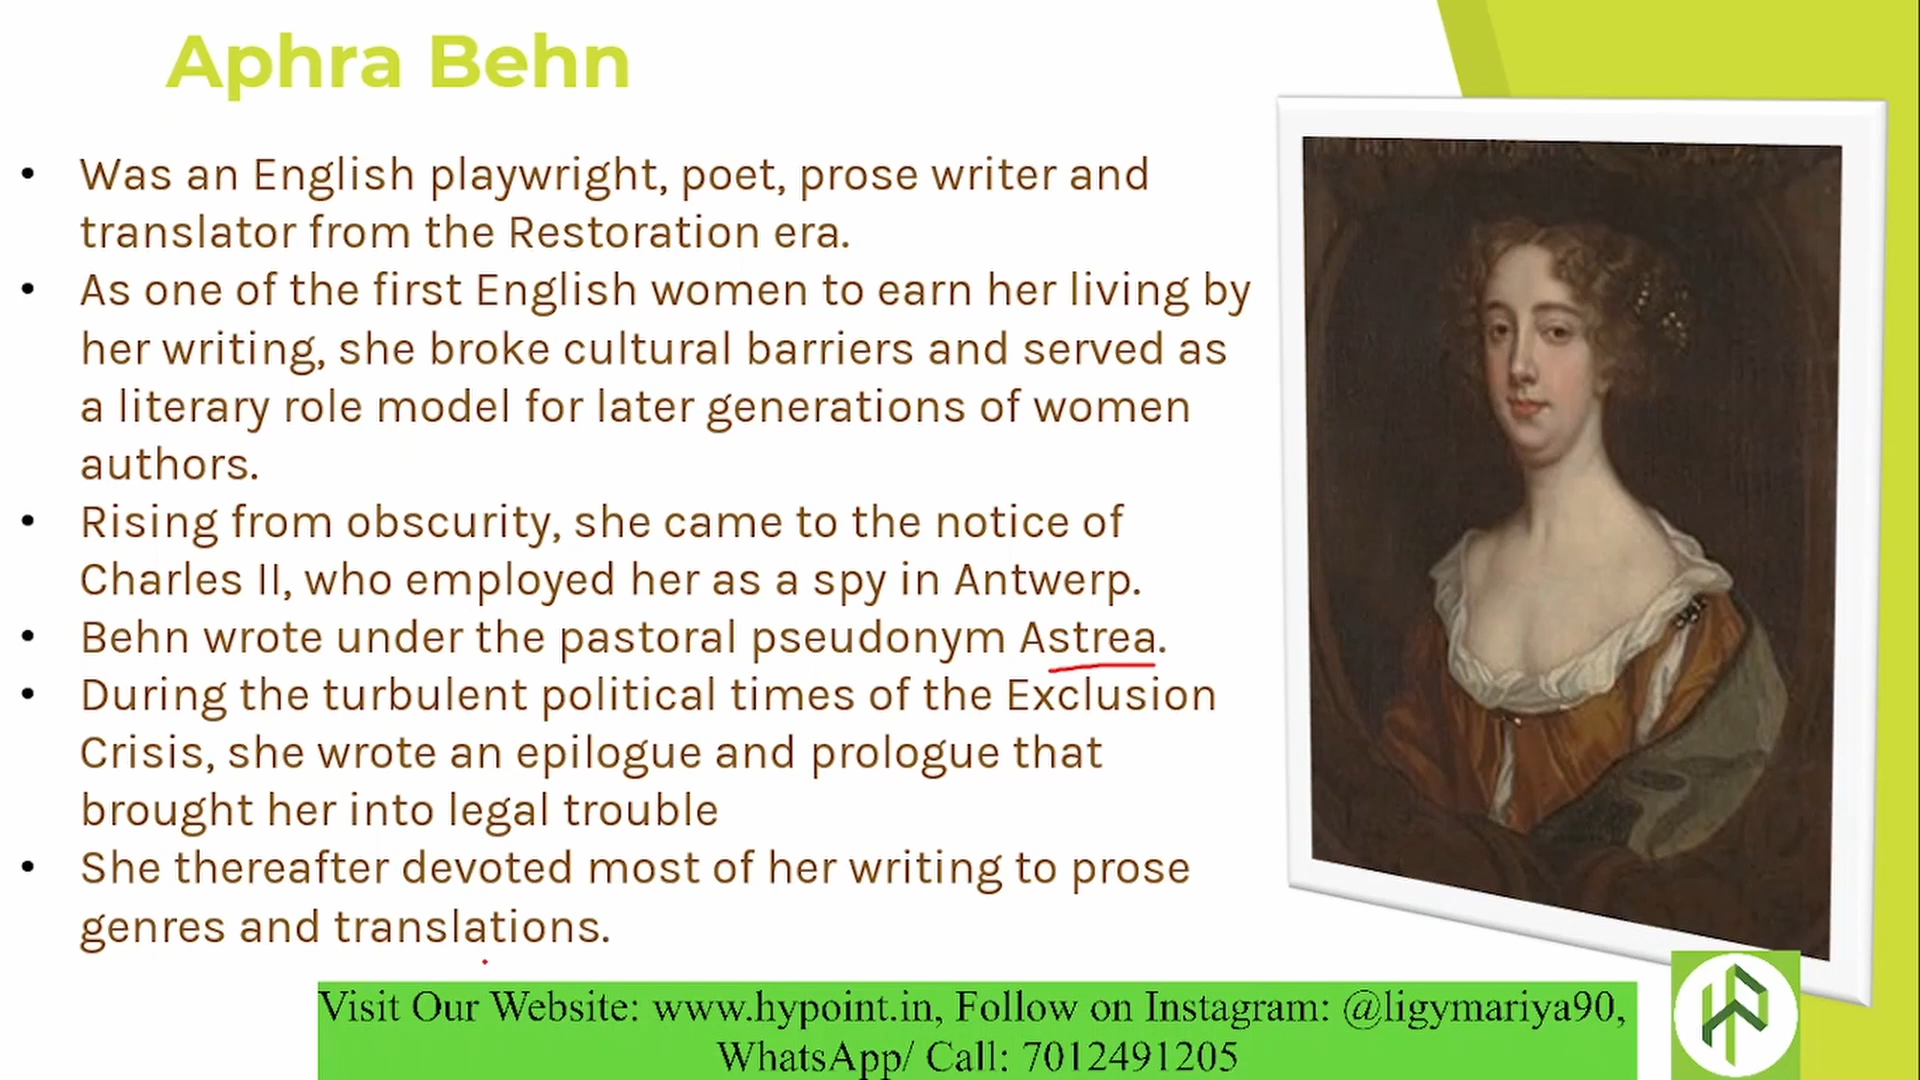 Aphra Behn
• Was an English playwright, poet, prose writer and
translator from the Restoration era.
• As one of the first English women to earn her living by
her writing, she broke cultural barriers and served as
a literary role model for later generations of women
authors.
• Rising from obscurity, she came to the notice of
Charles II, who employed her as a spy in Antwerp.
• Behn wrote under the pastoral pseudonym Astrea.
• During the turbulent political times of the Exclusion
Crisis, she wrote an epilogue and prologue that
brought her into legal trouble
• She thereafter devoted most of her writing to prose
genres and translations.
Visit Our Website: www.hypoint.in, Follow on Instagram: @ligymariya90,
WhatsApp/ Call: 7012491205